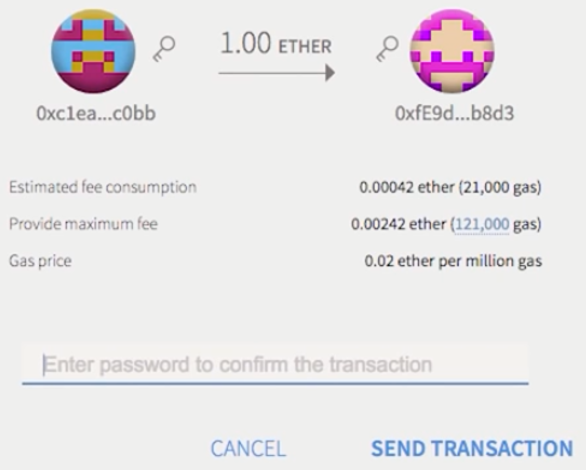 1.00 ETHER
0xc1ea...c0bb
0xfE9d...b8d3
Estimated fee consumption 0.00042 ether (21,000 gas)
Provide maximum fee 0.00242 ether (121,000 gas)
Gas price 0.02 ether per million gas
Enter password to confirm the transaction
CANCEL SEND TRANSACTION